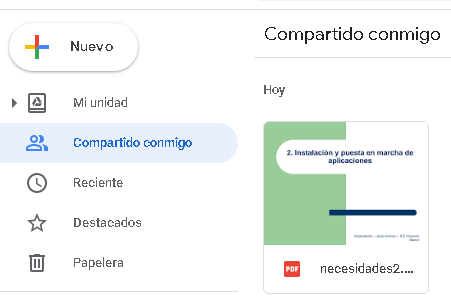 Nuevo
Mi unidad
Compartido conmigo
Reciente
Destacados
Papelera
Compartido conmigo
Hoy
2. Instalación y puesta en marcha de
aplicaciones
PDF
necesidades2....